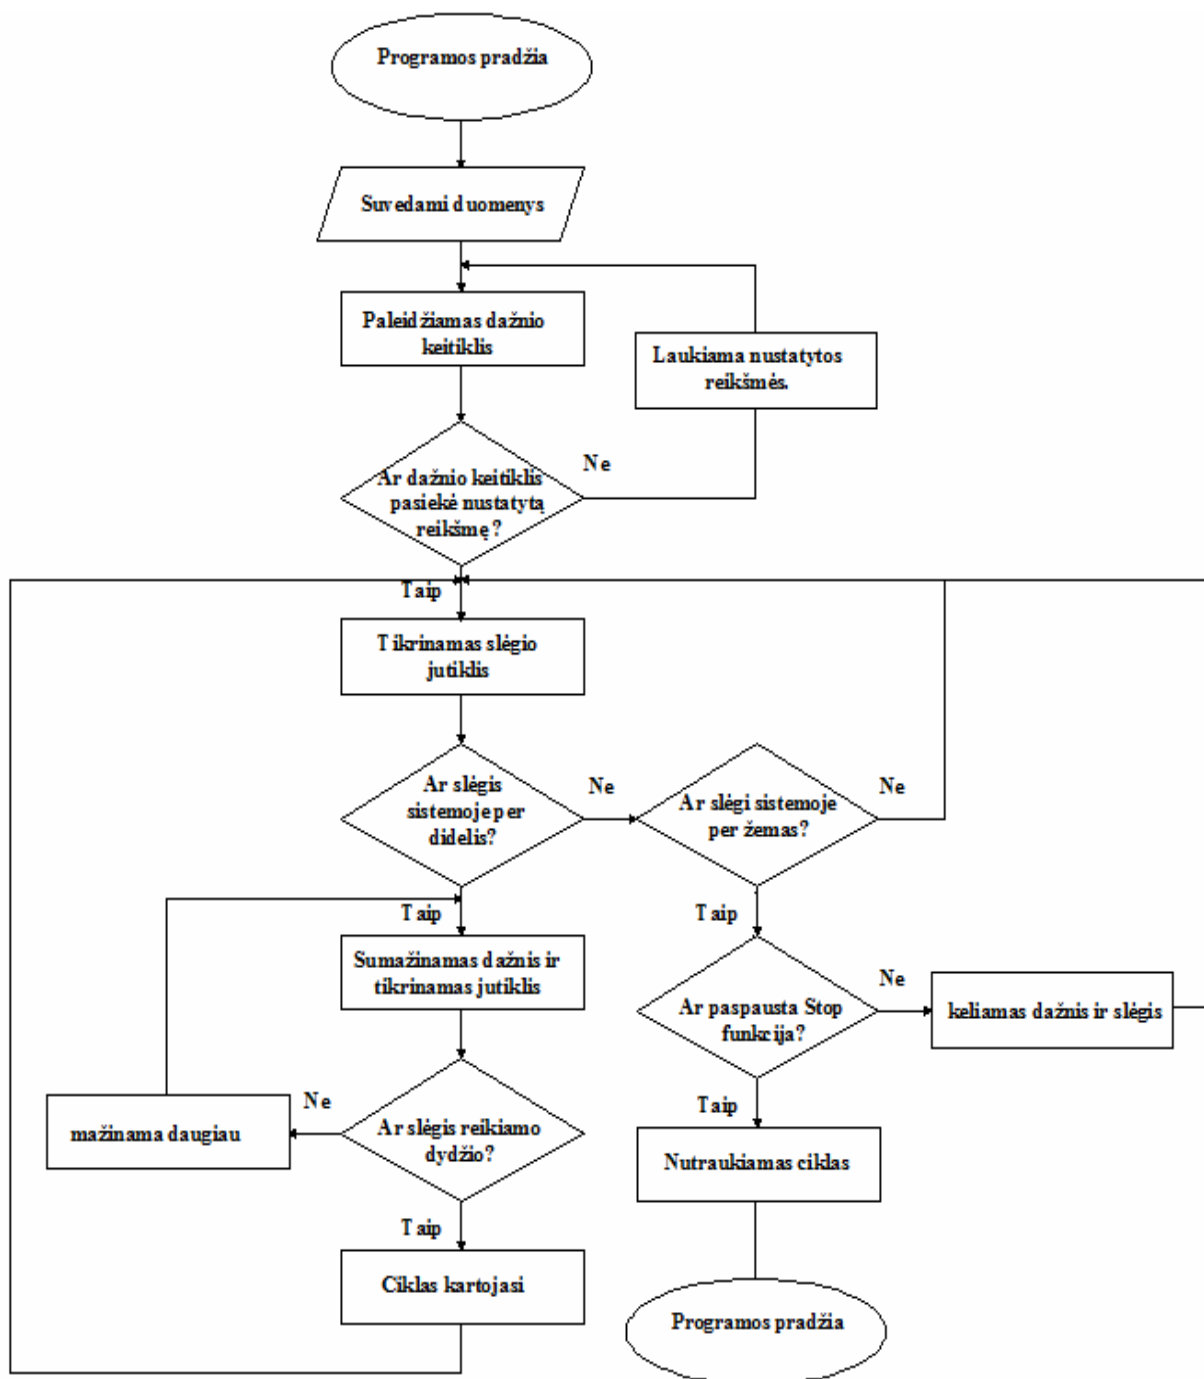 Programos pradžia
Suvedami duomenys
Paleidžiamas dažnio
keitiklis
Laukiama nustatytos
reikšmės.
Ar dažnio keitiklis
pasiekė nustatytą
reikšmę?
Ne
Taip
Tikrinamas slėgio
jutiklis
Ar slėgis
sistemoje per
didelis?
Ne
Ar slėgi sistemoje
per žemas?
Ne
Taip
Taip
Sumažinamas dažnis ir
tikrinamas jutiklis
Ar paspausta Stop
funkcija?
Ne
keliamas dažnis ir slėgis
Ar slėgis reikiamo
dydžio?
Ne
mažinama daugiau
Taip
Nutraukiamas ciklas
Taip
Ciklas kartojasi
Programos pradžia